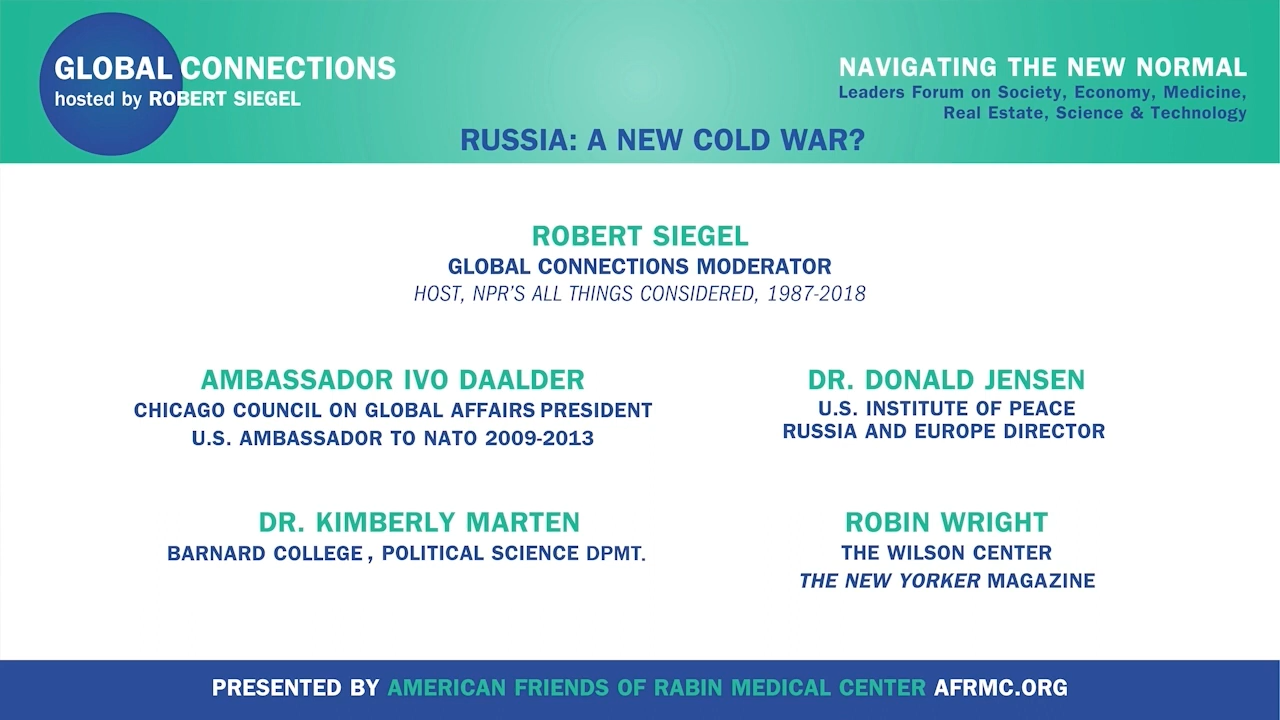 GLOBAL CONNECTIONS
hosted by ROBERT SIEGEL
NAVIGATING THE NEW NORMAL
Leaders Forum on Society, Economy, Medicine,
Real Estate, Science & Technology
RUSSIA: A NEW COLD WAR?
ROBERT SIEGEL
GLOBAL CONNECTIONS MODERATOR
HOST, NPR'S ALL THINGS CONSIDERED, 1987-2018
AMBASSADOR IVO DAALDER
CHICAGO COUNCIL ON GLOBAL AFFAIRS PRESIDENT
U.S. AMBASSADOR TO NATO 2009-2013
DR. DONALD JENSEN
U.S. INSTITUTE OF PEACE
RUSSIA AND EUROPE DIRECTOR
DR. KIMBERLY MARTEN
BARNARD COLLEGE, POLITICAL SCIENCE DPMT.
ROBIN WRIGHT
THE WILSON CENTER
THE NEW YORKER MAGAZINE
PRESENTED BY AMERICAN FRIENDS OF RABIN MEDICAL CENTER AFRMC.ORG